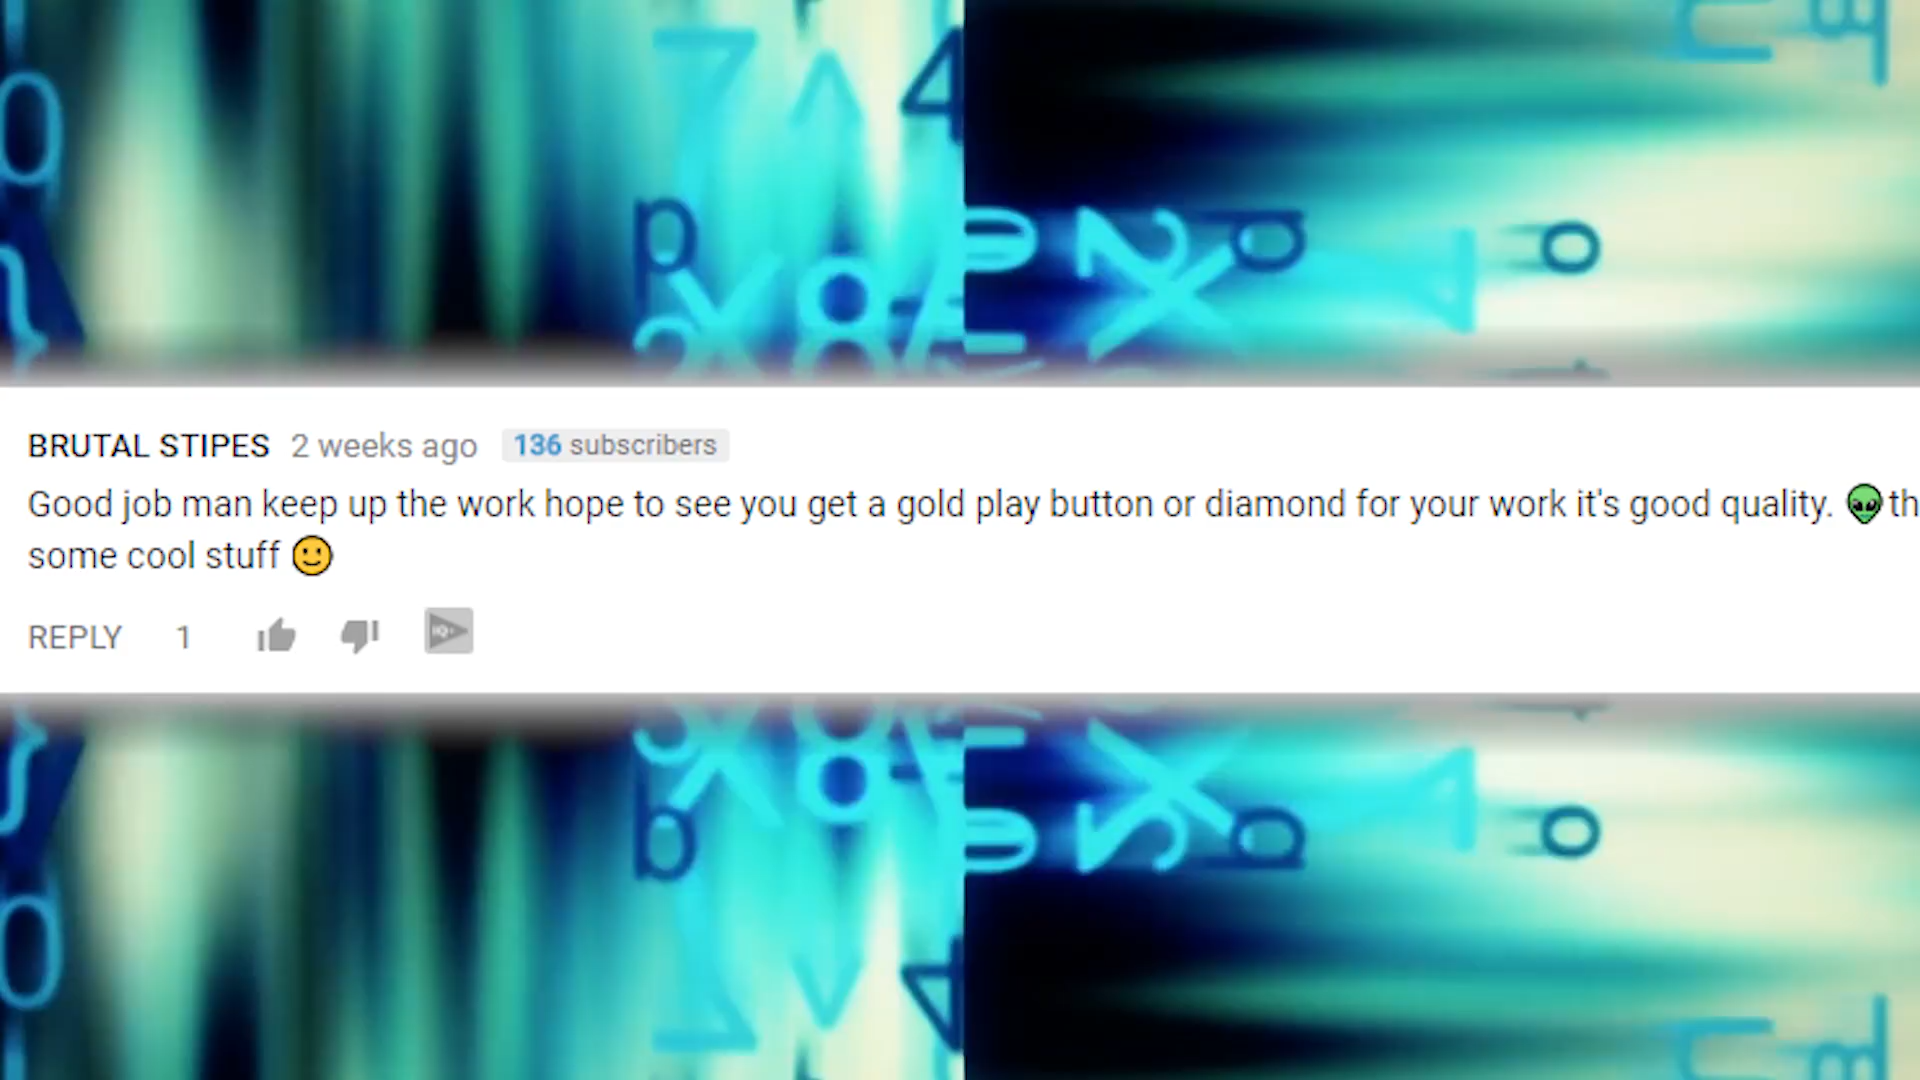 BRUTAL STIPES 2 weeks ago 136 subscribers
Good job man keep up the work hope to see you get a gold play button or diamond for your work it's good quality. 👽th
some cool stuff 🙂
REPLY 1